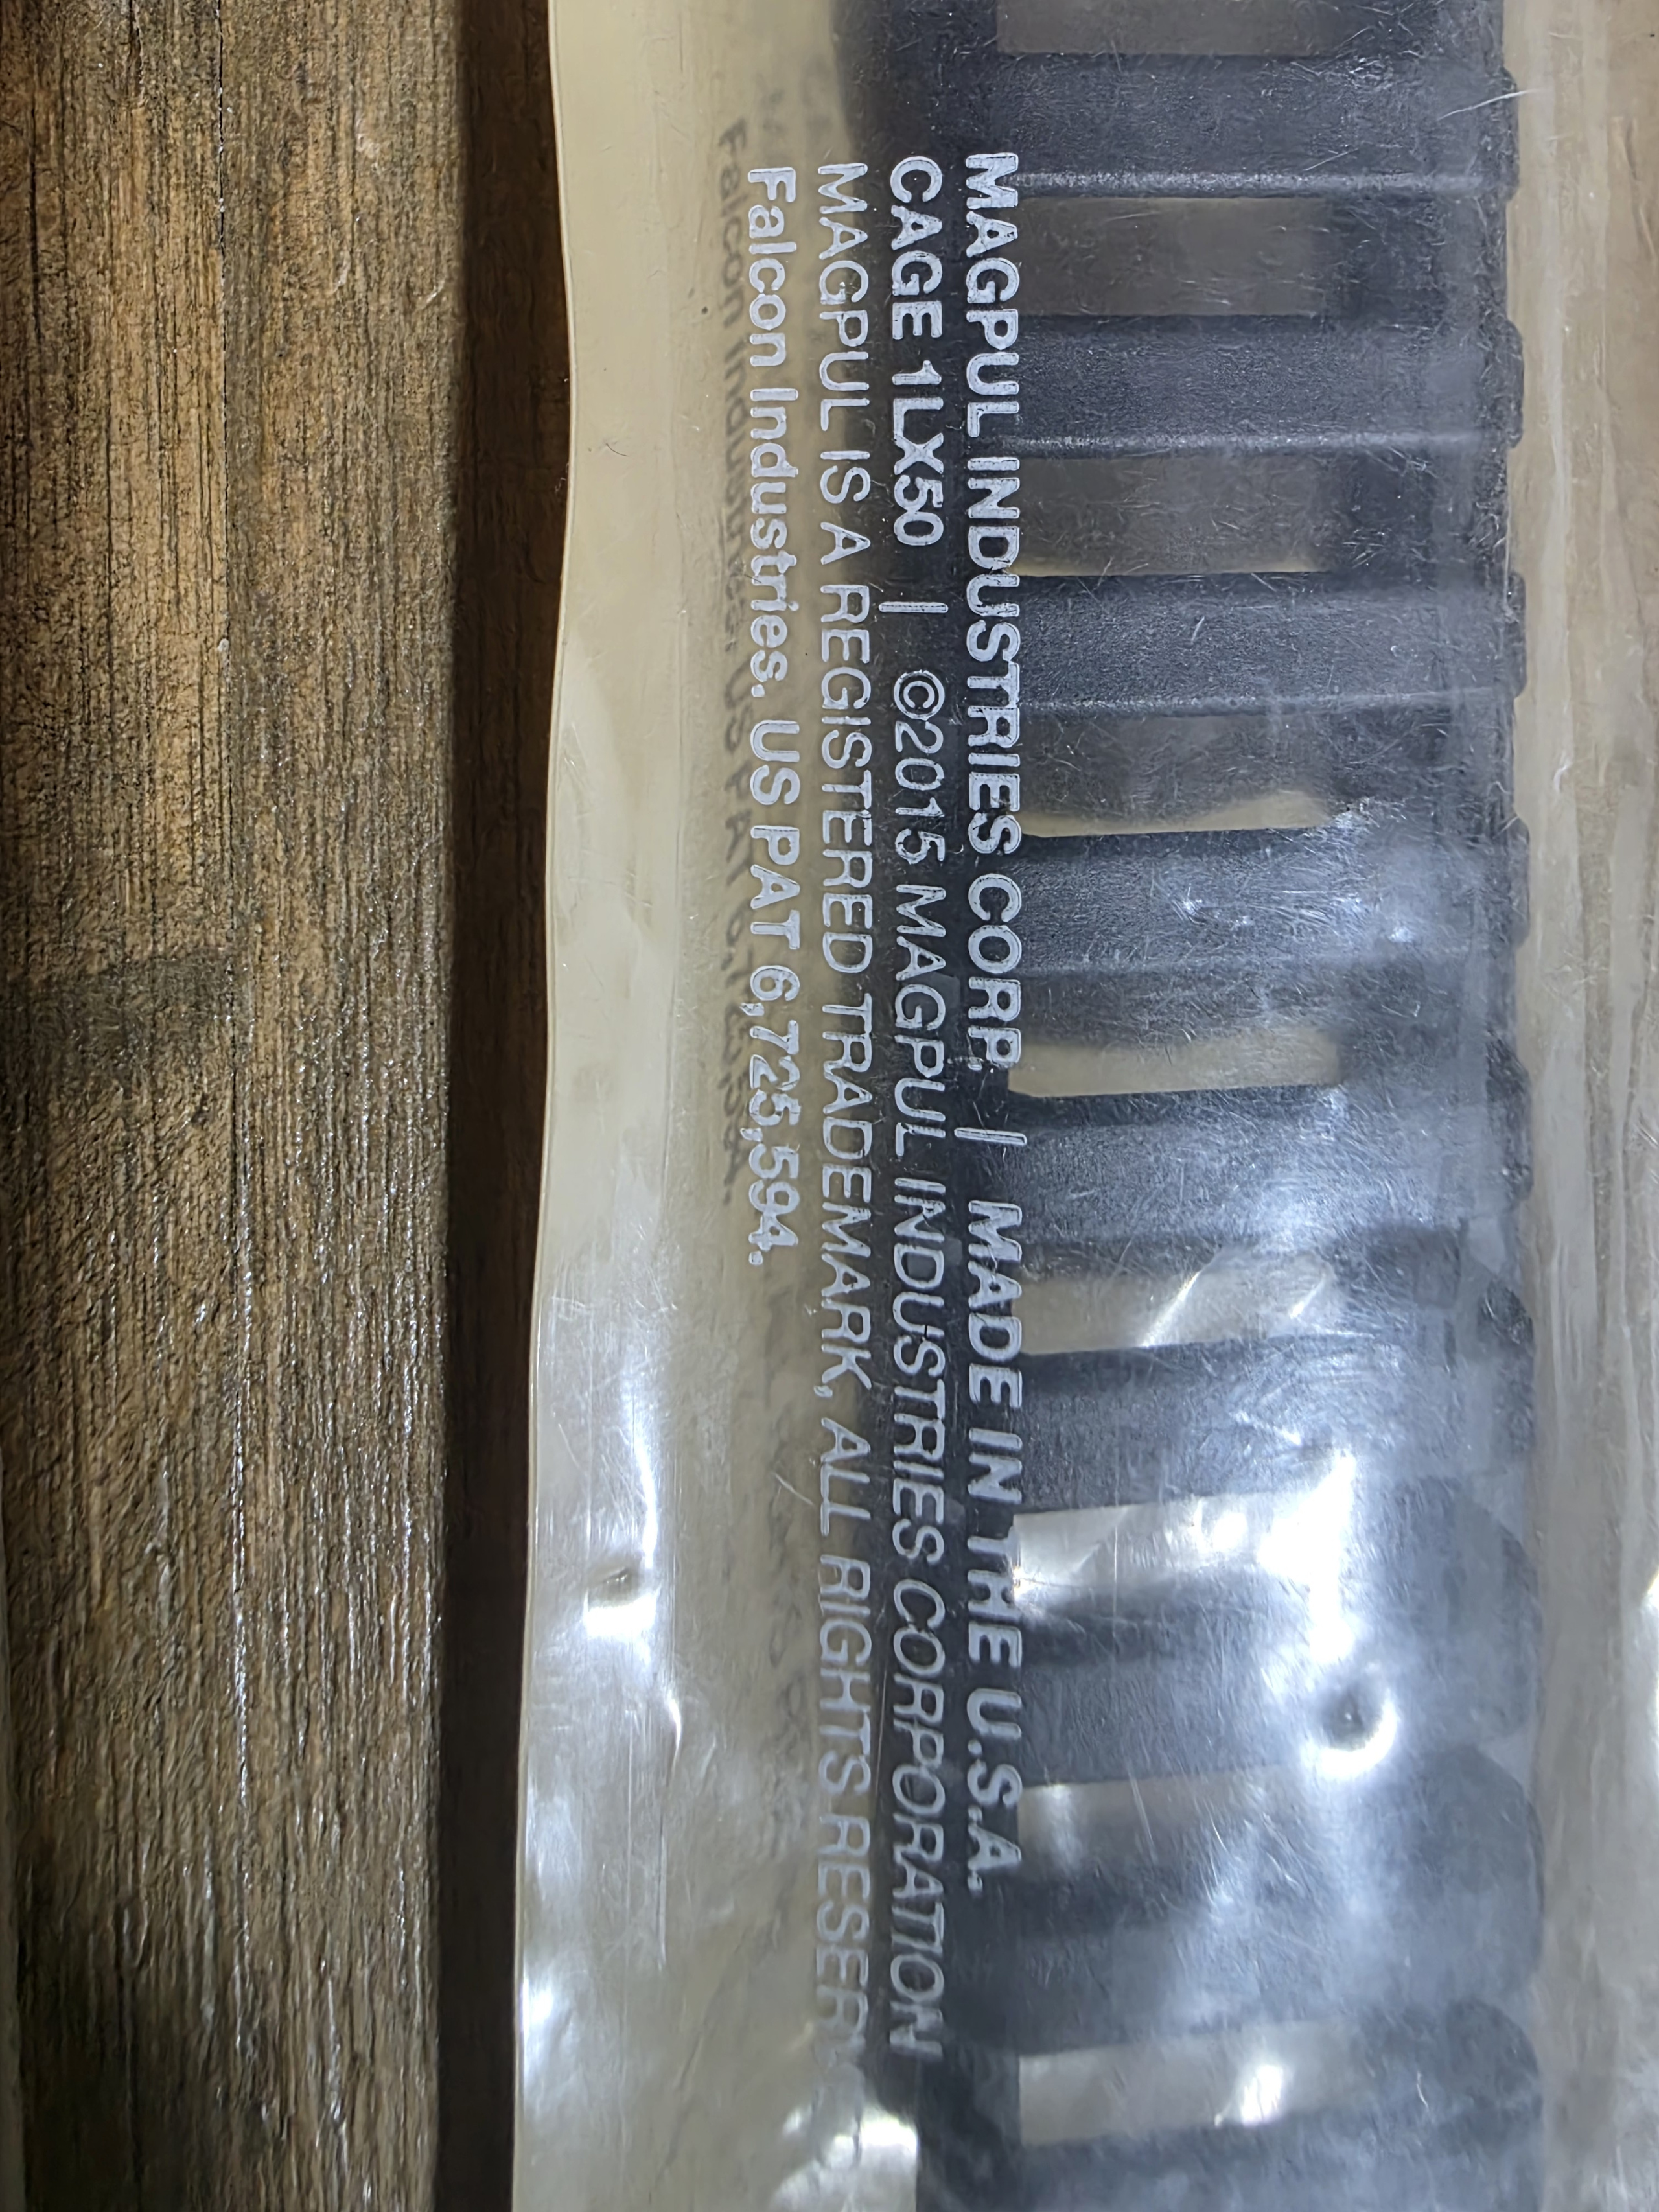 MAGPUL INDUSTRIES CORP. | MADE IN THE U.S.A.
CAGE 1LX50 | ©2015 MAGPUL INDUSTRIES CORPORATION
MAGPUL IS A REGISTERED TRADEMARK, ALL RIGHTS RESERV
Falcon Industries. US PAT 6,725,594.